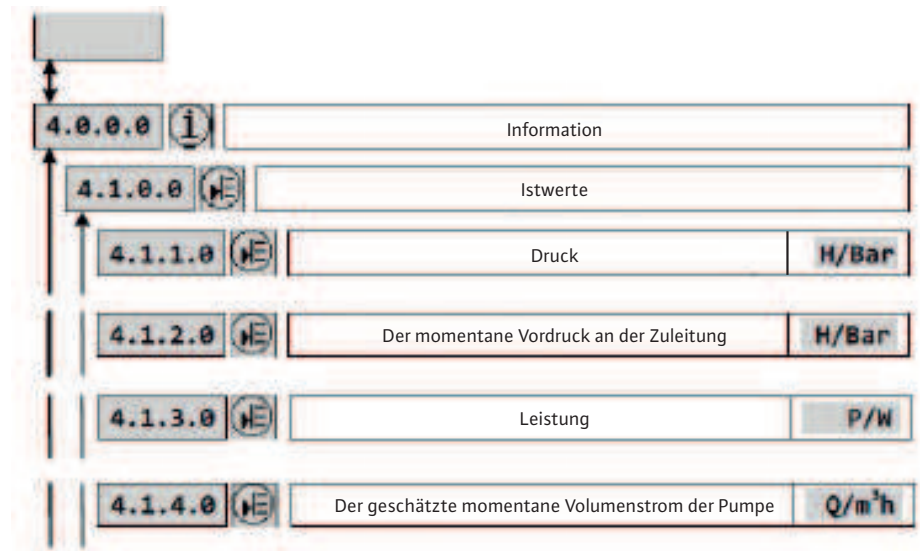 4.0.0.0 i Information
4.1.0.0 Istwerte
4.1.1.0 Druck H/Bar
4.1.2.0 Der momentane Vordruck an der Zuleitung H/Bar
4.1.3.0 Leistung P/W
4.1.4.0 Der geschätzte momentane Volumenstrom der Pumpe Q/m³h